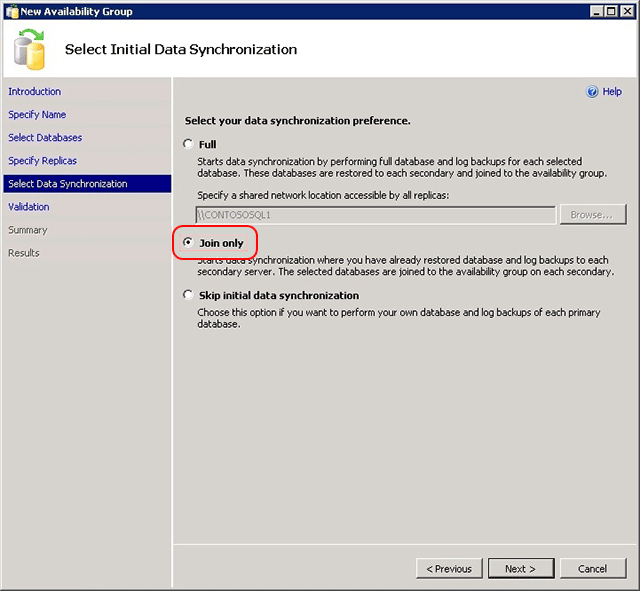 New Availability Group
Select Initial Data Synchronization
Introduction
Specify Name
Select Databases
Specify Replicas
Select Data Synchronization
Validation
Summary
Results
Help
Select your data synchronization preference.
Full
Starts data synchronization by performing full database and log backups for each selected
database. These databases are restored to each secondary and joined to the availability group.
Specify a shared network location accessible by all replicas:
\\CONTOSOSQL1
Browse...
Join only
Starts data synchronization where you have already restored database and log backups to each
secondary server. The selected databases are joined to the availability group on each secondary.
Skip initial data synchronization
Choose this option if you want to perform your own database and log backups of each primary
database.
< Previous
Next >
Cancel